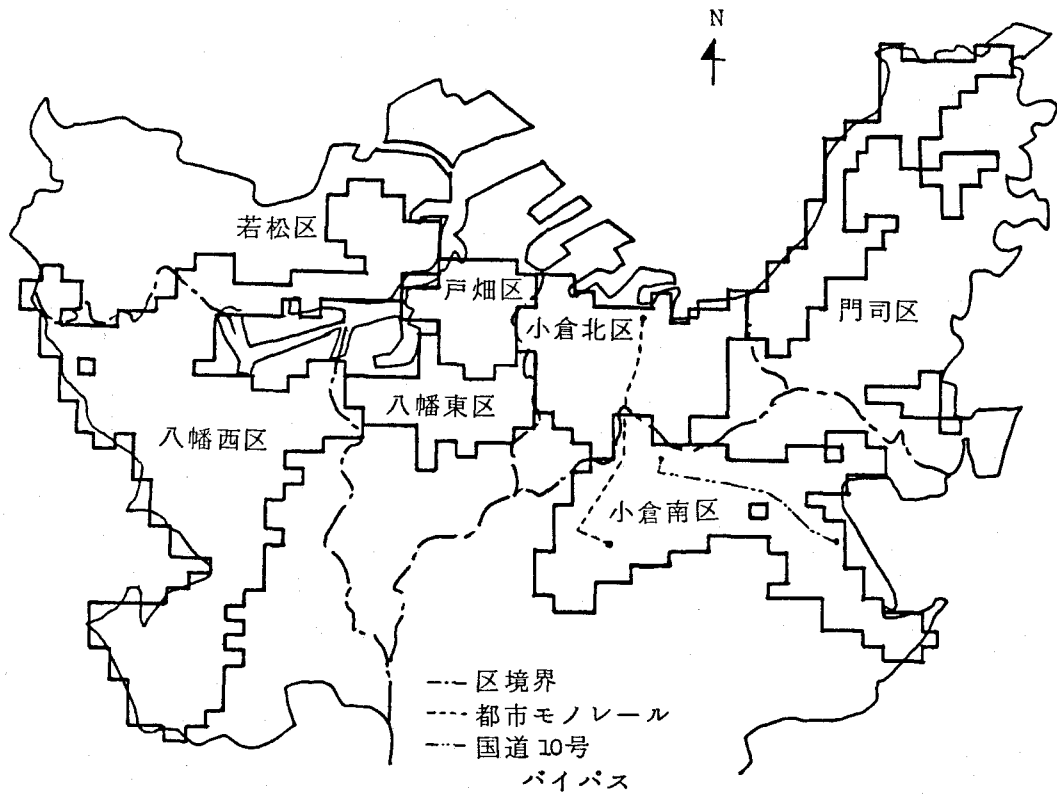 N
若松区
戸畑区
小倉北区
門司区
八幡東区
八幡西区
小倉南区
区境界
都市モノレール
国道10号
バイパス